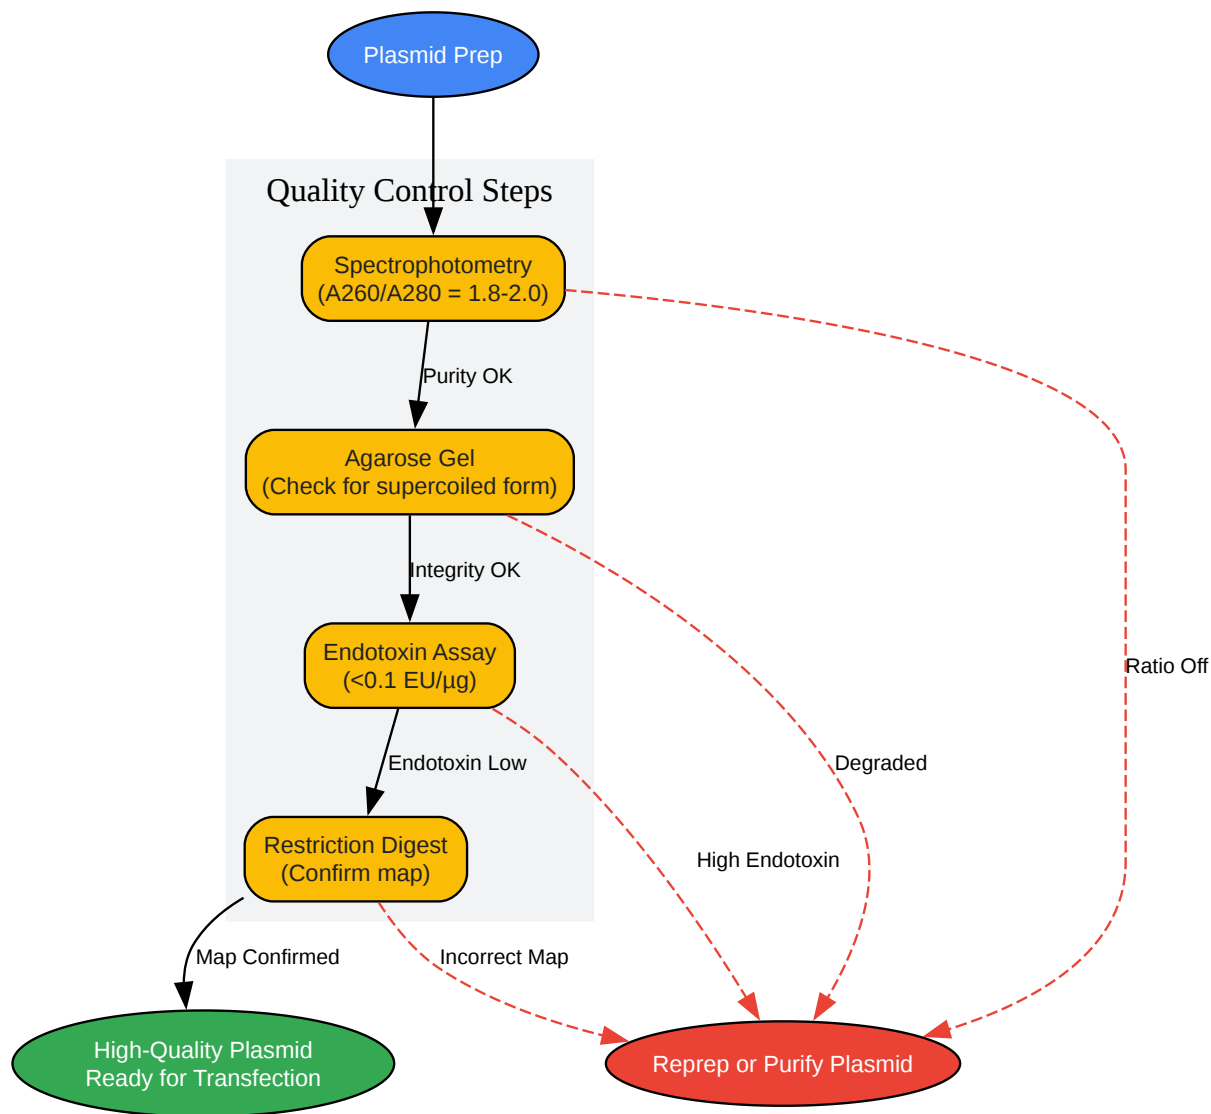 Plasmid Prep
Quality Control Steps
Spectrophotometry
(A260/A280 = 1.8-2.0)
Purity OK
Agarose Gel
(Check for supercoiled form)
Integrity OK
Endotoxin Assay
(<0.1 EU/µg)
Ratio Off
Endotoxin Low
Degraded
Restriction Digest
(Confirm map)
High Endotoxin
Map Confirmed
Incorrect Map
High-Quality Plasmid
Ready for Transfection
Reprep or Purify Plasmid